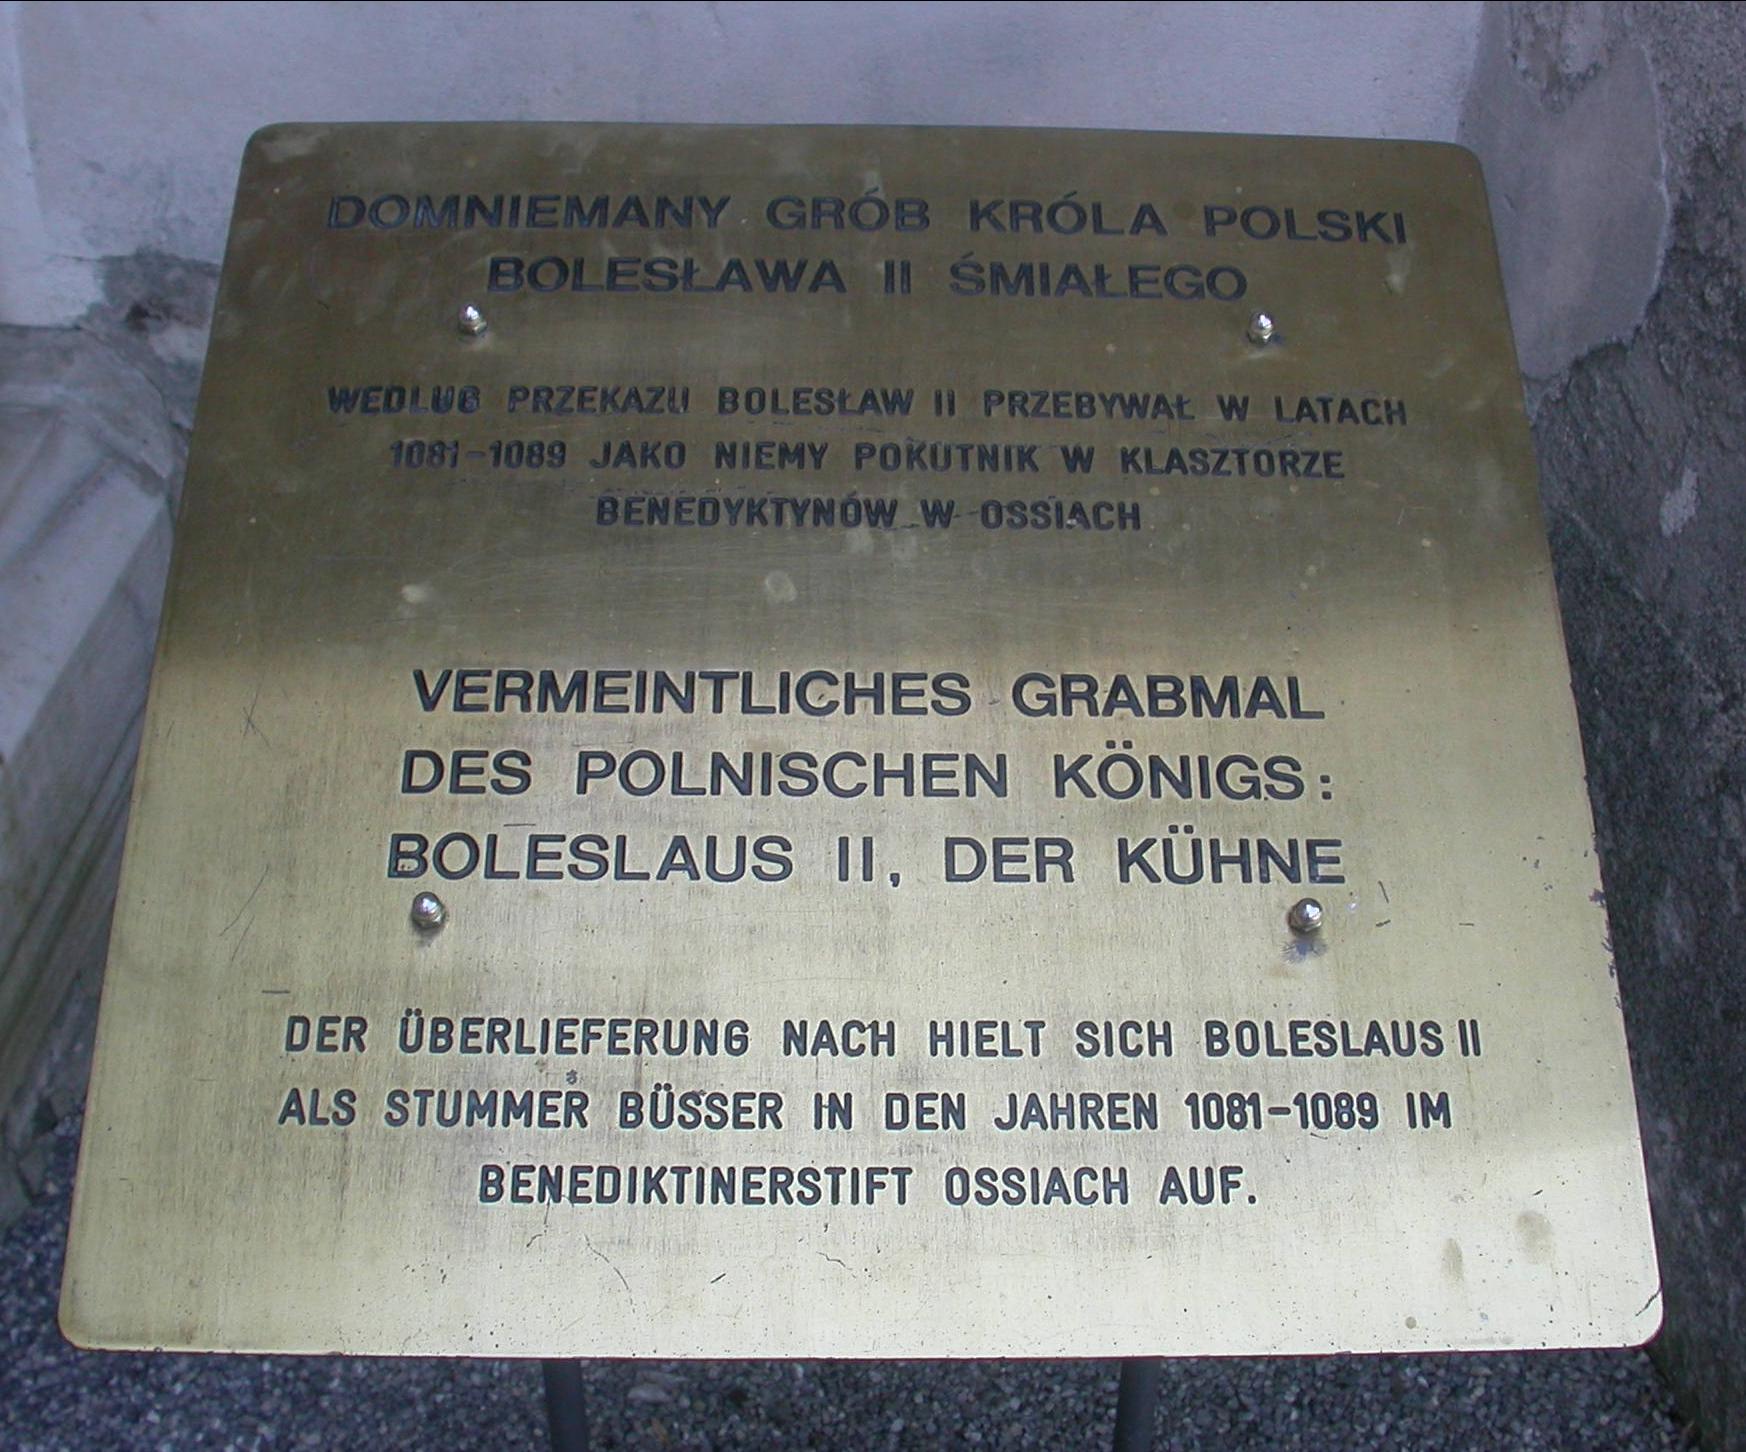 DOMNIEMANY GRÓB KRÓLA POLSKI
BOLESŁAWA II ŚMIAŁEGO
WEDLUG PRZEKAZU BOLESŁAW II PRZEBYWAŁ W LATACH
1081-1089 JAKO NIEMY POKUTNIK W KLASZTORZE
BENEDYKTYNÓW W OSSIACH
VERMEINTLICHES GRABMAL
DES POLNISCHEN KÖNIGS:
BOLESLAUS II, DER KÜHNE
DER ÜBERLIEFERUNG NACH HIELT SICH BOLESLAUS II
ALS STUMMER BÜSSER IN DEN JAHREN 1081-1089 IM
BENEDIKTINERSTIFT OSSIACH AUF.